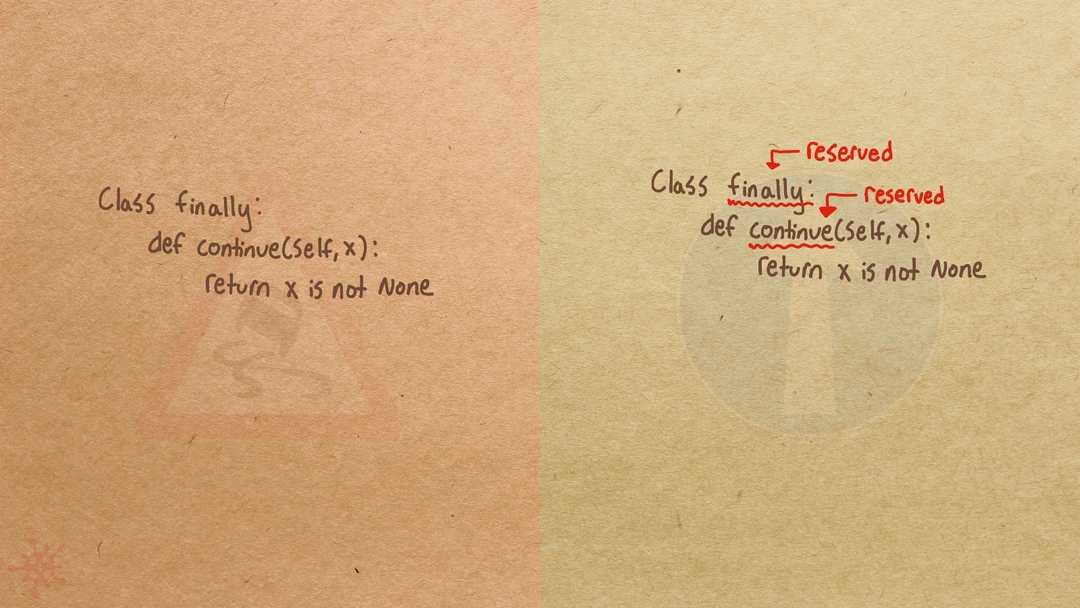 Class finally:
def continue(self, x):
return x is not None
reserved
Class finally:
reserved
def continue(self, x):
return x is not None